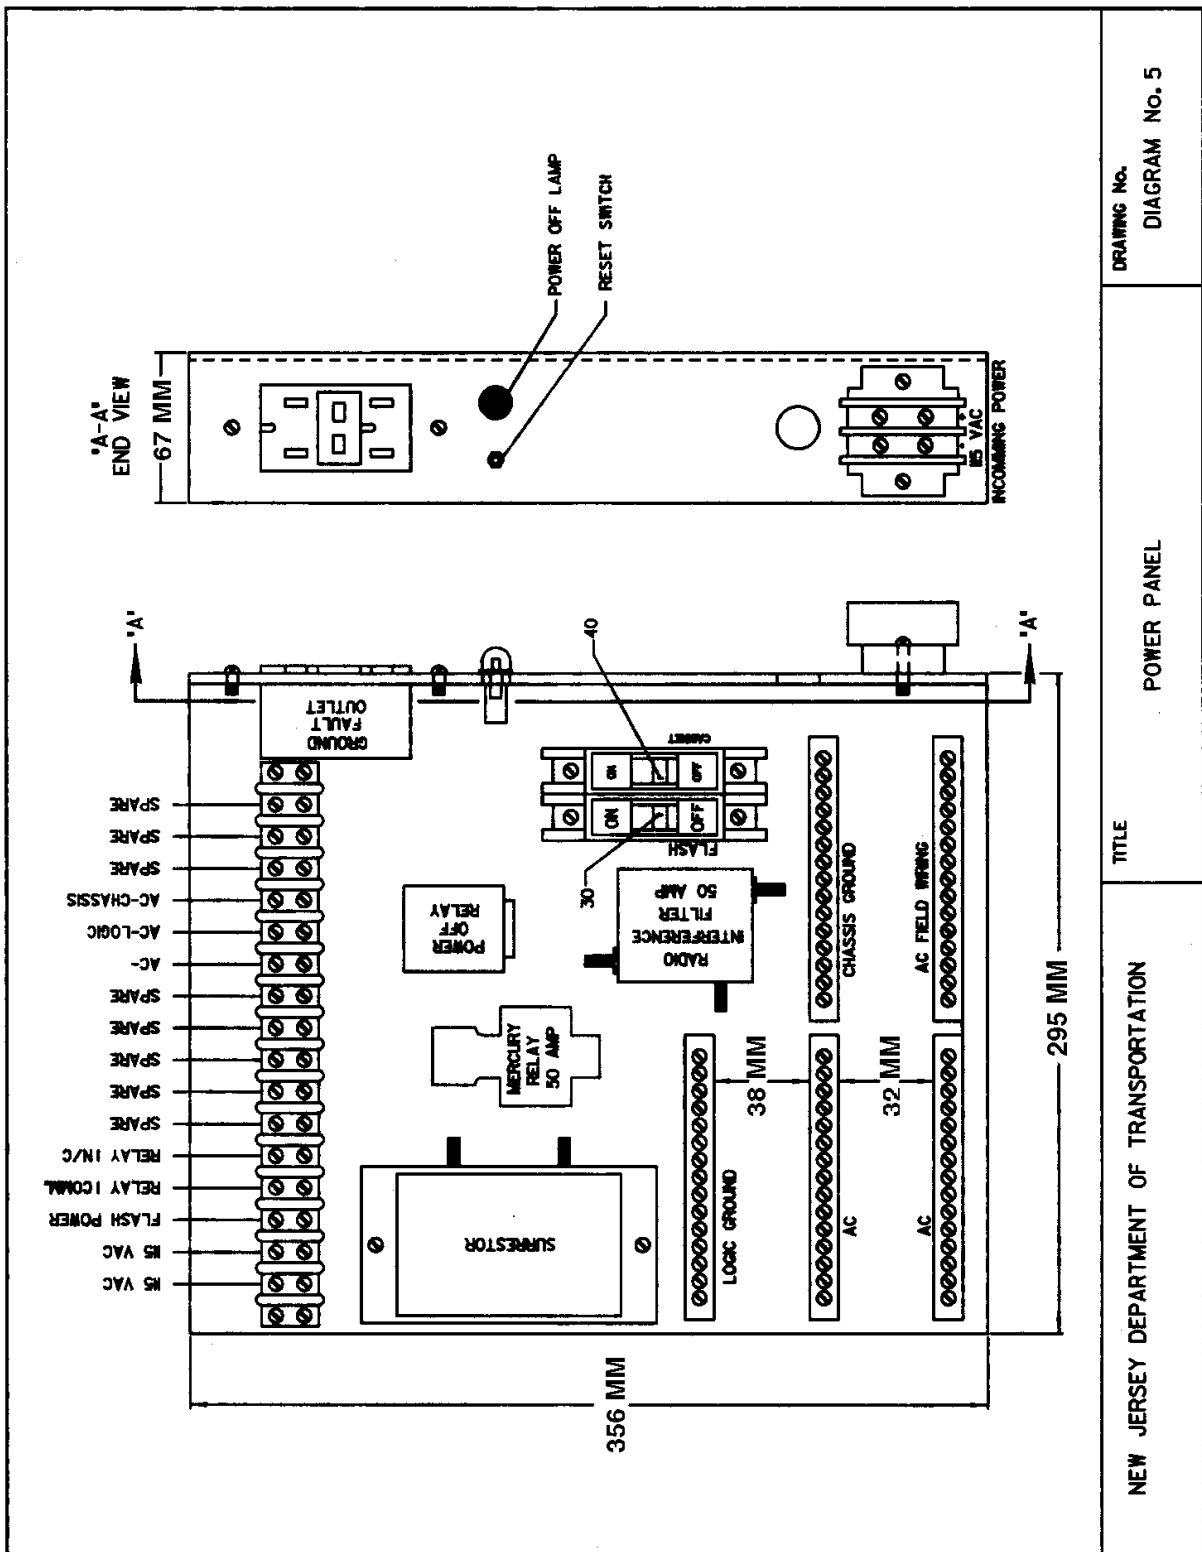 'A-A'
END VIEW
67 MM
POWER OFF LAMP
RESET SWITCH
115 VAC
INCOMMING POWER
'A'
'A'
GROUND
FAULT
OUTLET
SPARE
SPARE
SPARE
AC-CHASSIS
AC-LOGIC
AC-
SPARE
SPARE
SPARE
SPARE
SPARE
RELAY 1N/C
RELAY 1COMM.
FLASH POWER
115 VAC
115 VAC
40
CABINET
ON
OFF
ON
OFF
FLASH
30
POWER
OFF
RELAY
RADIO
INTERFERENCE
FILTER
50 AMP
MERCURY
RELAY
50 AMP
SURRESTOR
LOGIC GROUND
CHASSIS GROUND
AC FIELD WIRING
AC
AC
38 MM
32 MM
295 MM
356 MM
NEW JERSEY DEPARTMENT OF TRANSPORTATION
TITLE
POWER PANEL
DRAWING No.
DIAGRAM No. 5